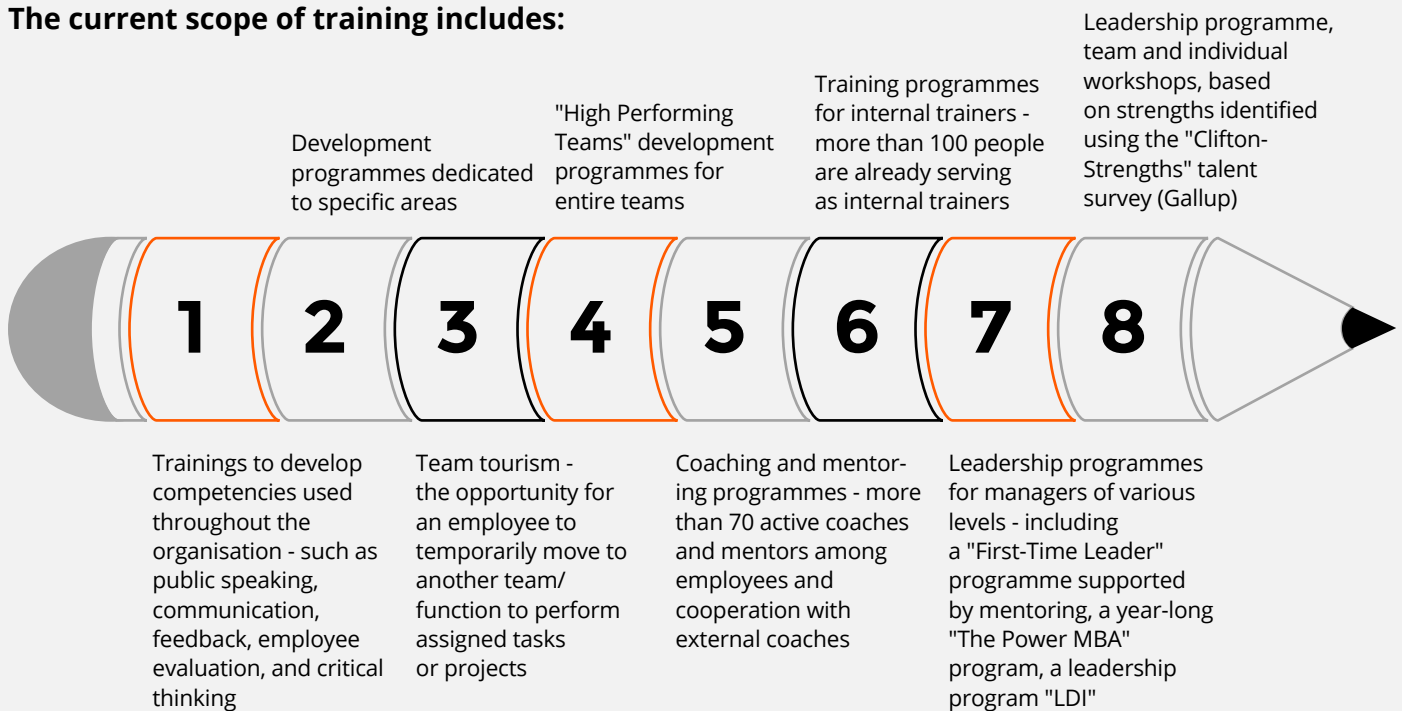 The current scope of training includes:
1
Trainings to develop
competencies used
throughout the
organisation - such as
public speaking,
communication,
feedback, employee
evaluation, and critical
thinking
2
Development
programmes dedicated
to specific areas
3
Team tourism -
the opportunity for
an employee to
temporarily move to
another team/
function to perform
assigned tasks
or projects
4
"High Performing
Teams" development
programmes for
entire teams
5
Coaching and mentor-
ing programmes - more
than 70 active coaches
and mentors among
employees and
cooperation with
external coaches
6
Training programmes
for internal trainers -
more than 100 people
are already serving
as internal trainers
7
Leadership programmes
for managers of various
levels - including
a "First-Time Leader"
programme supported
by mentoring, a year-long
"The Power MBA"
program, a leadership
program "LDI"
8
Leadership programme,
team and individual
workshops, based
on strengths identified
using the "Clifton-
Strengths" talent
survey (Gallup)